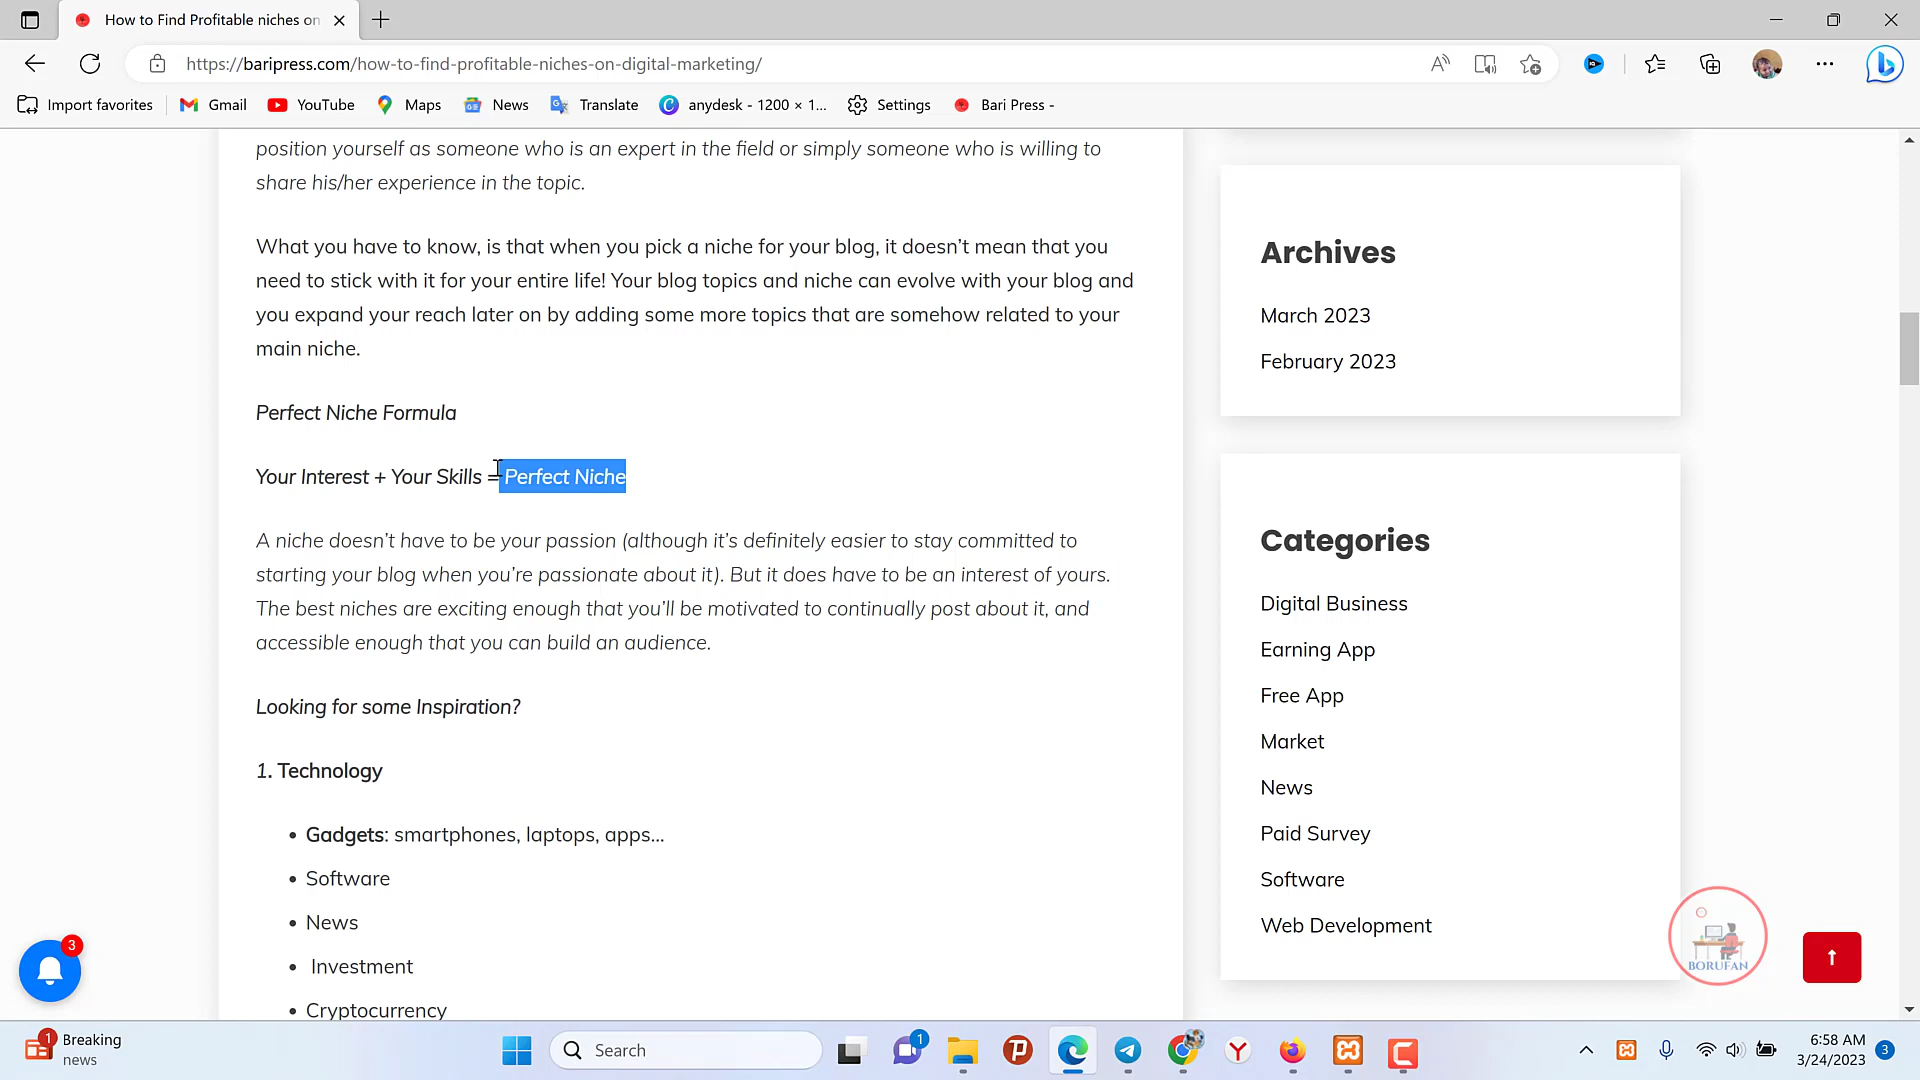 How to Find Profitable niches on
https://baripress.com/how-to-find-profitable-niches-on-digital-marketing/
Import favorites
Gmail
YouTube
Maps
News
Translate
anydesk - 1200 × 1...
Settings
Bari Press -
position yourself as someone who is an expert in the field or simply someone who is willing to
share his/her experience in the topic.
What you have to know, is that when you pick a niche for your blog, it doesn't mean that you
need to stick with it for your entire life! Your blog topics and niche can evolve with your blog and
you expand your reach later on by adding some more topics that are somehow related to your
main niche.
Perfect Niche Formula
Your Interest + Your Skills = Perfect Niche
A niche doesn't have to be your passion (although it's definitely easier to stay committed to
starting your blog when you're passionate about it). But it does have to be an interest of yours.
The best niches are exciting enough that you'll be motivated to continually post about it, and
accessible enough that you can build an audience.
Looking for some Inspiration?
1. Technology
• Gadgets: smartphones, laptops, apps...
• Software
• News
• Investment
• Cryptocurrency
Archives
March 2023
February 2023
Categories
Digital Business
Earning App
Free App
Market
News
Paid Survey
Software
Web Development
BORUFAN
3
1
Breaking
news
Search
1
6:58 AM
3/24/2023
3